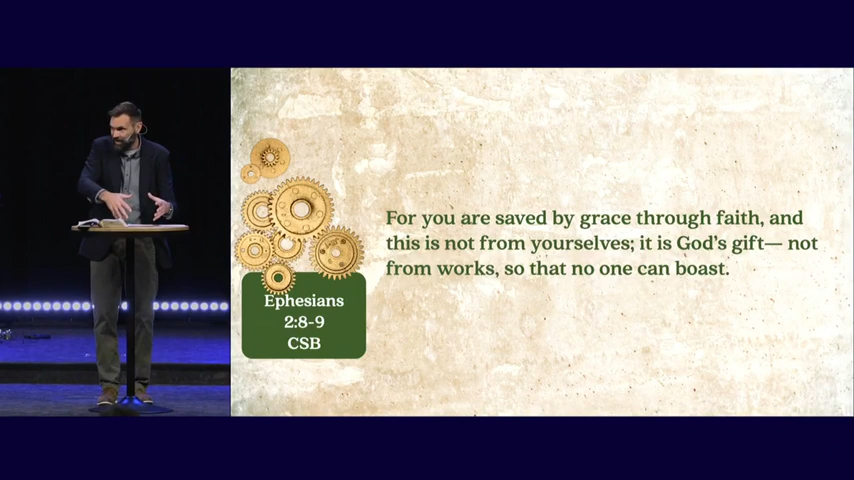 For you are saved by grace through faith, and
this is not from yourselves; it is God's gift— not
from works, so that no one can boast.
Ephesians
2:8-9
CSB